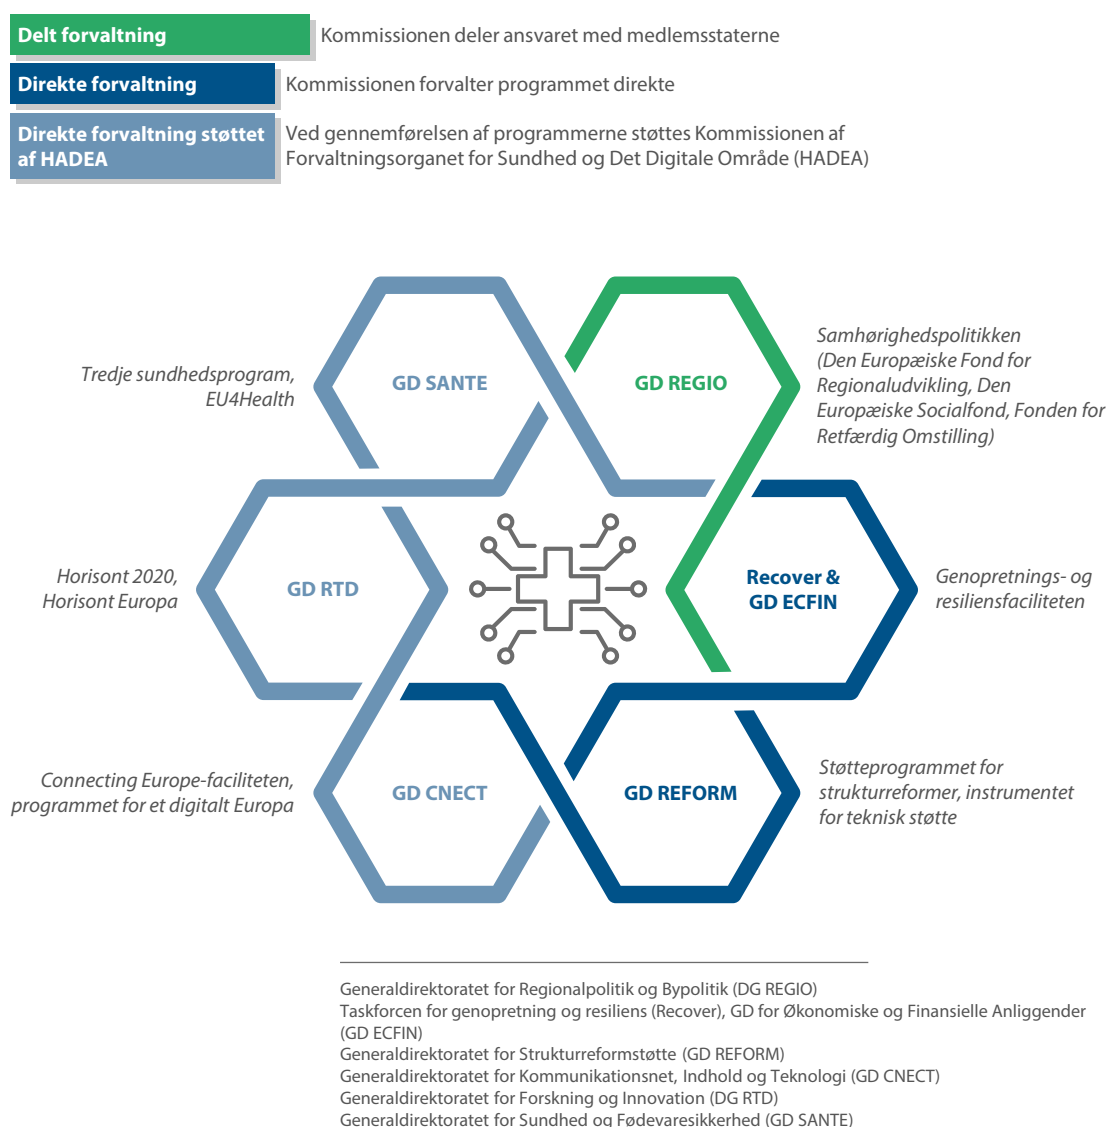 Delt forvaltning
Kommissionen deler ansvaret med medlemsstaterne
Direkte forvaltning
Kommissionen forvalter programmet direkte
Direkte forvaltning støttet
af HADEA
Ved gennemførelsen af programmerne støttes Kommissionen af
Forvaltningsorganet for Sundhed og Det Digitale Område (HADEA)
Tredje sundhedsprogram,
EU4Health
GD SANTE
GD REGIO
Samhørighedspolitikken
(Den Europæiske Fond for
Regionaludvikling, Den
Europæiske Socialfond, Fonden for
Retfærdig Omstilling)
Horisont 2020,
Horisont Europa
GD RTD
Recover &
GD ECFIN
Genopretnings- og
resiliensfaciliteten
Connecting Europe-faciliteten,
programmet for et digitalt Europa
GD CNECT
GD REFORM
Støtteprogrammet for
strukturreformer, instrumentet
for teknisk støtte
Generaldirektoratet for Regionalpolitik og Bypolitik (DG REGIO)
Taskforcen for genopretning og resiliens (Recover), GD for Økonomiske og Finansielle Anliggender
(GD ECFIN)
Generaldirektoratet for Strukturreformstøtte (GD REFORM)
Generaldirektoratet for Kommunikationsnet, Indhold og Teknologi (GD CNECT)
Generaldirektoratet for Forskning og Innovation (DG RTD)
Generaldirektoratet for Sundhed og Fødevaresikkerhed (GD SANTE)